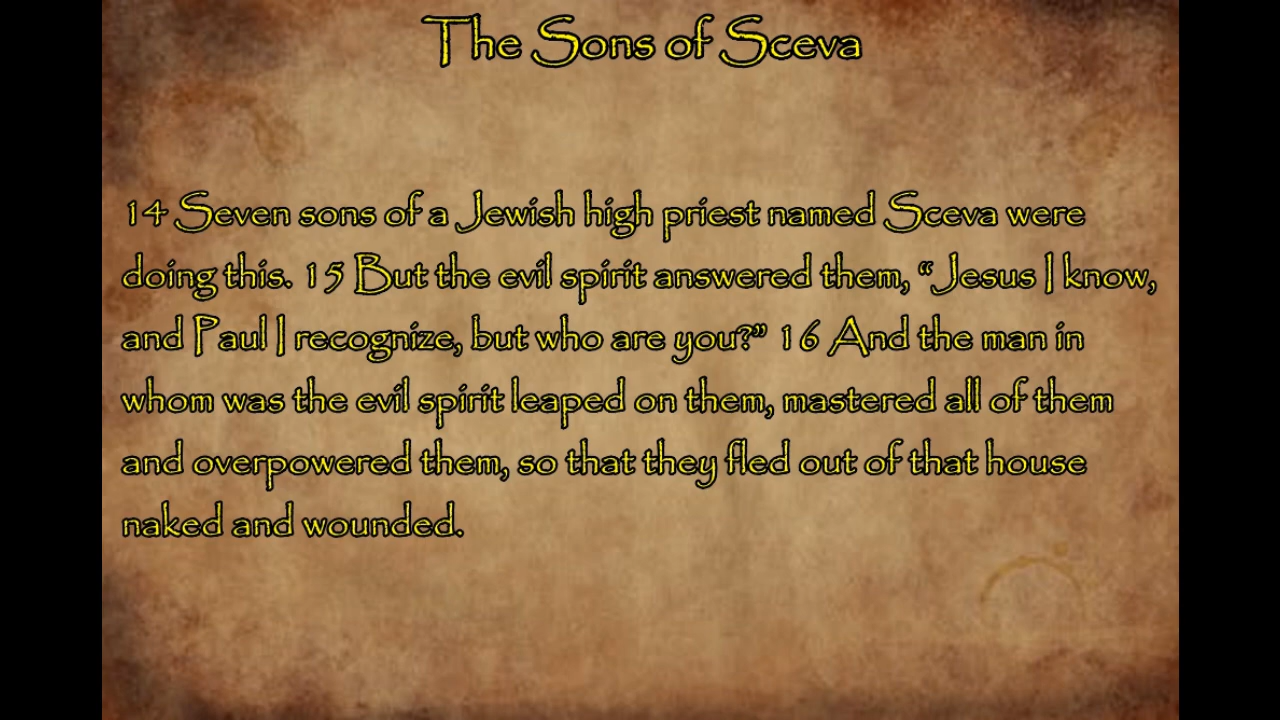 The Sons of Sceva
14 Seven sons of a Jewish high priest named Sceva were
doing this. 15 But the evil spirit answered them, “Jesus I know,
and Paul I recognize, but who are you?” 16 And the man in
whom was the evil spirit leaped on them, mastered all of them
and overpowered them, so that they fled out of that house
naked and wounded.